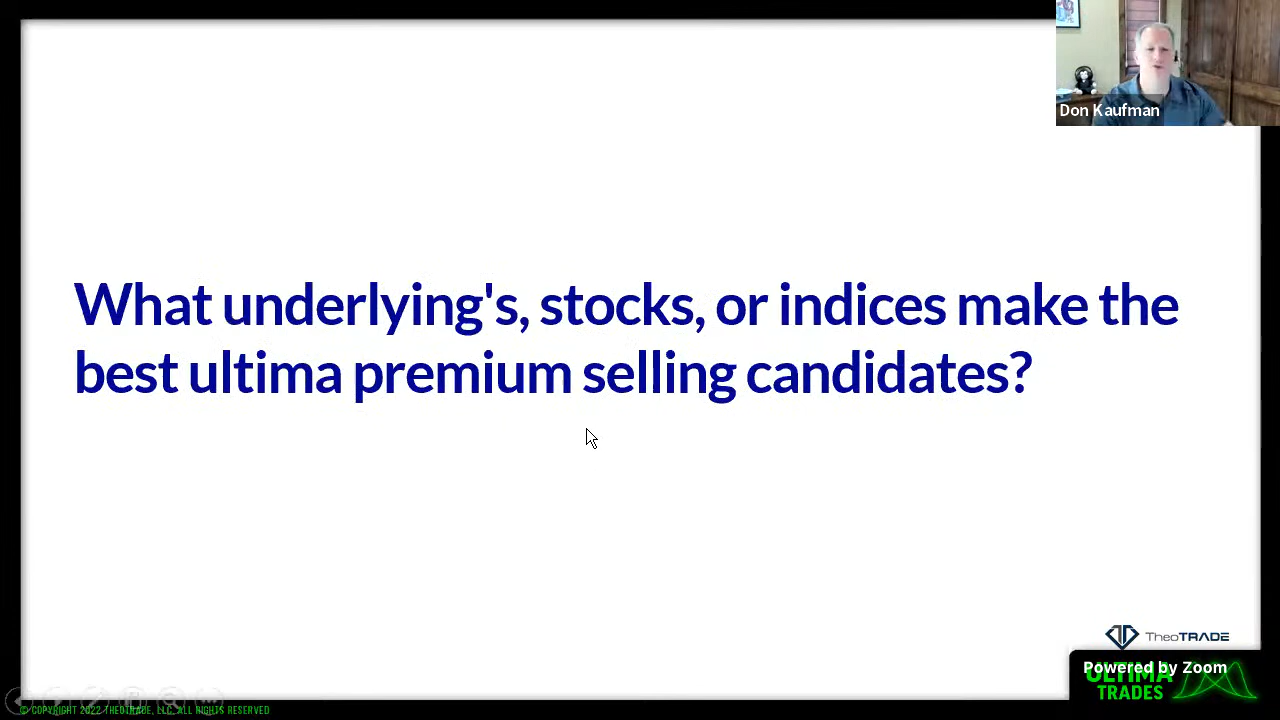 Don Kaufman
What underlying's, stocks, or indices make the
best ultima premium selling candidates?
TheoTRADE
Powered by Zoom
ULTIMA
TRADES
© COPYRIGHT 2022 THEOTRADE, LLC. ALL RIGHTS RESERVED